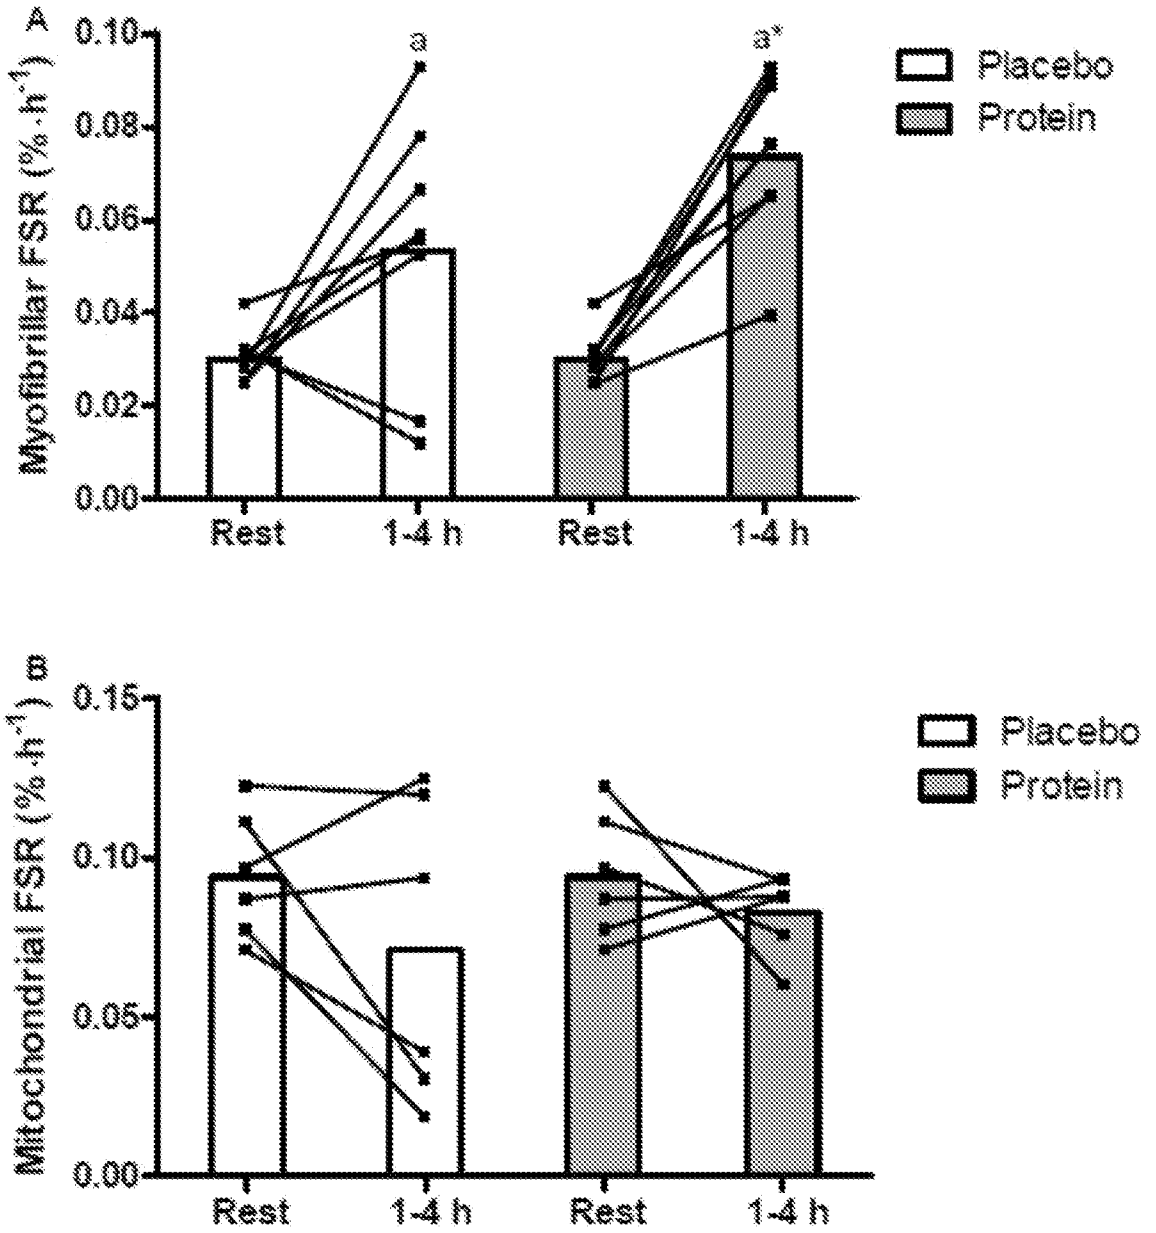 A
Myofibrillar FSR (%·h⁻¹)
0.10
0.08
0.06
0.04
0.02
0.00
a
a*
Placebo
Protein
Rest
1-4 h
Rest
1-4 h
B
Mitochondrial FSR (%·h⁻¹)
0.15
0.10
0.05
0.00
Placebo
Protein
Rest
1-4 h
Rest
1-4 h